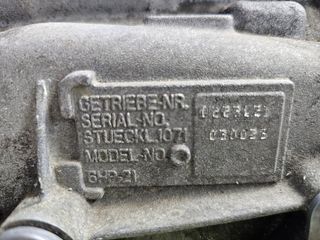 GETRIEBE-NR.
SERIAL-NO.
STUECKL.1071
MODEL-NO.
6HP-21